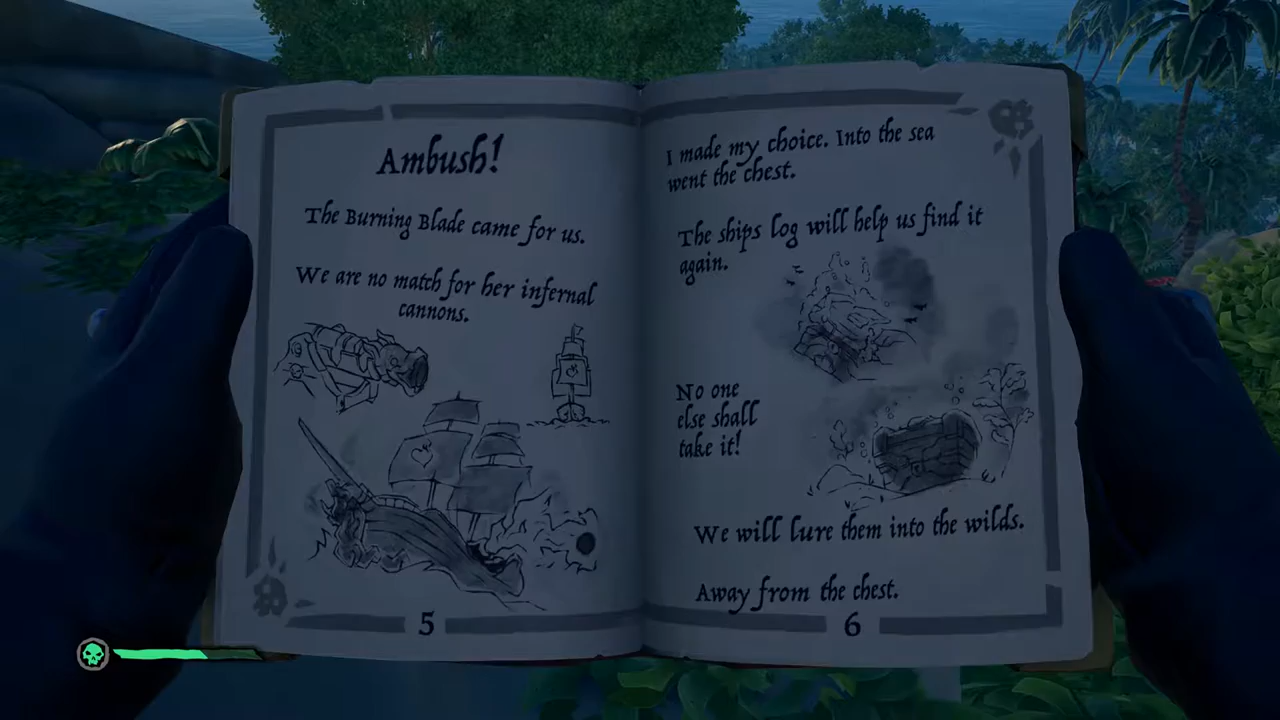 Ambush!
The Burning Blade came for us.
We are no match for her infernal
cannons.
5
I made my choice. Into the sea
went the chest.
The ships log will help us find it
again.
No one
else shall
take it!
We will lure them into the wilds.
Away from the chest.
6